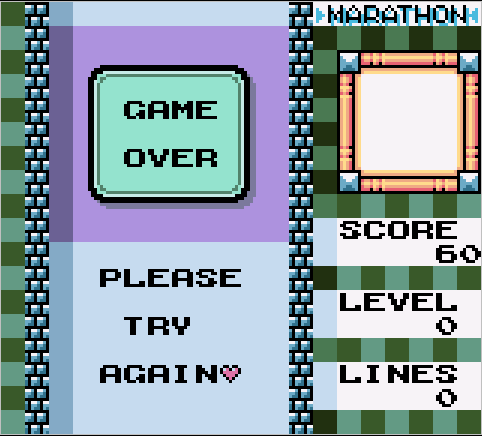 ▸MARATHON◂
GAME
OVER
PLEASE
TRY
AGAIN♥
SCORE
60
LEVEL
0
LINES
0